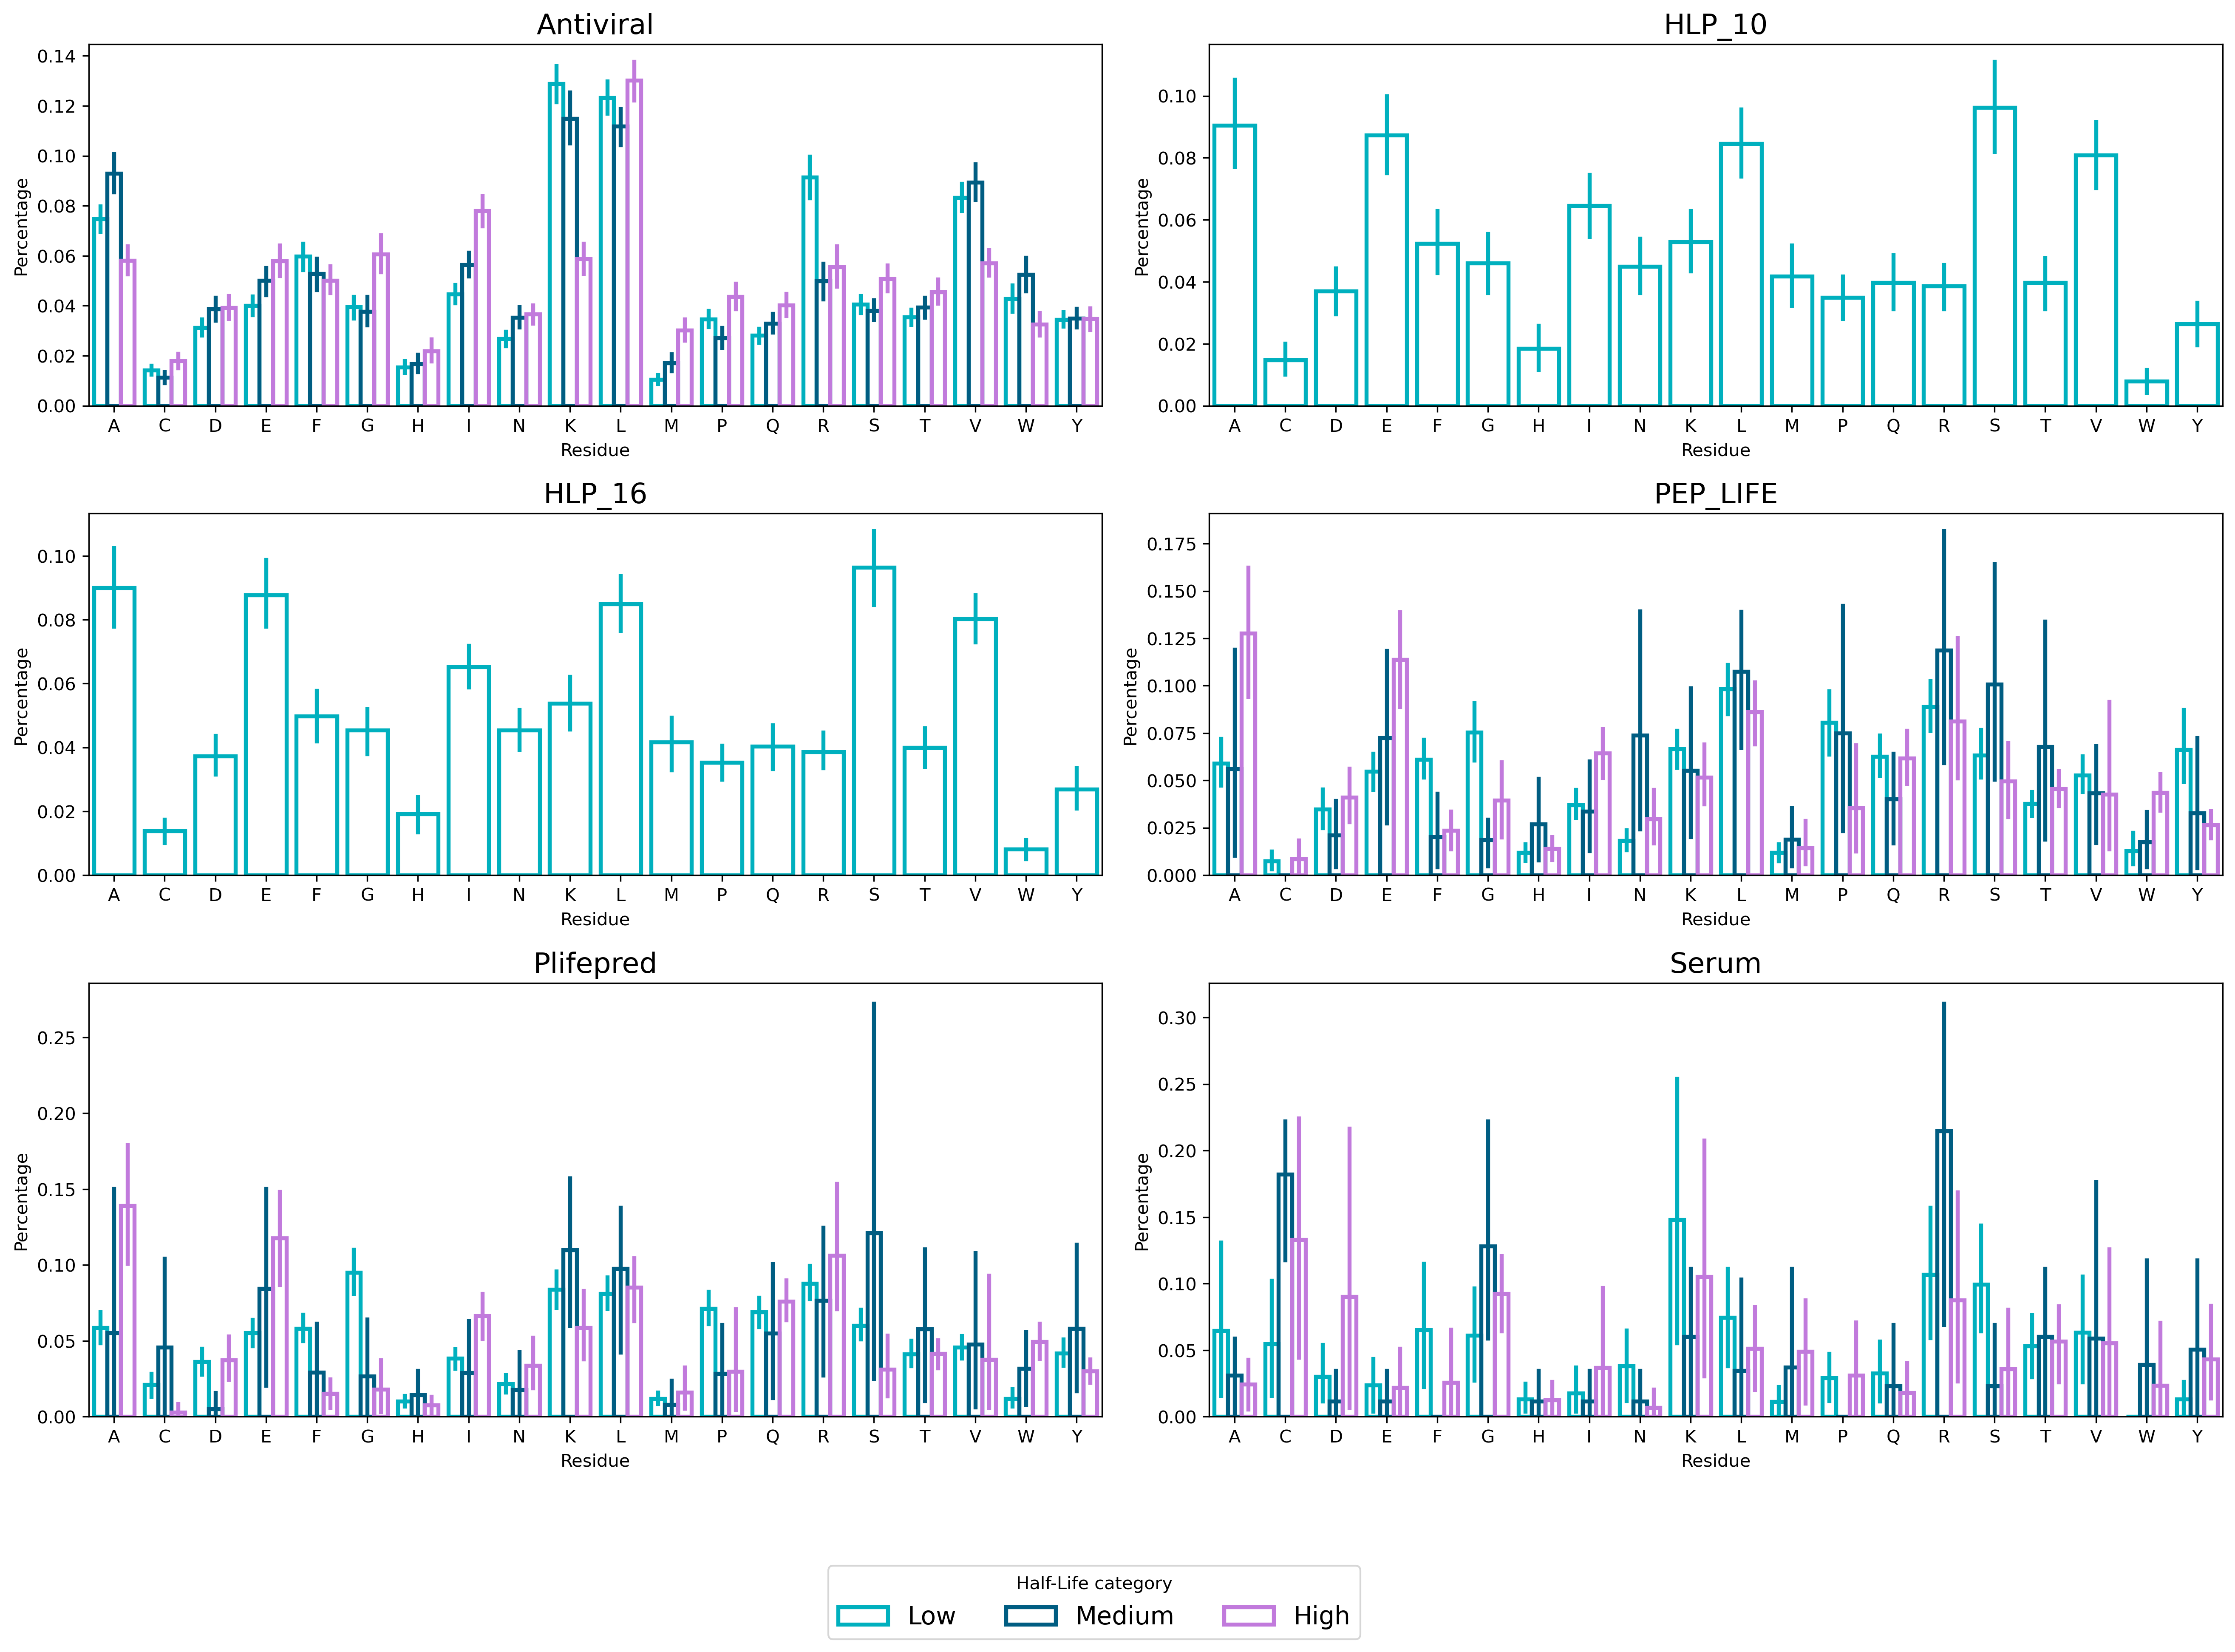 Antiviral
Percentage
0.14
0.12
0.10
0.08
0.06
0.04
0.02
0.00
A C D E F G H I N K L M P Q R S T V W Y
Residue
HLP_10
Percentage
0.10
0.08
0.06
0.04
0.02
0.00
A C D E F G H I N K L M P Q R S T V W Y
Residue
HLP_16
Percentage
0.10
0.08
0.06
0.04
0.02
0.00
A C D E F G H I N K L M P Q R S T V W Y
Residue
PEP_LIFE
Percentage
0.175
0.150
0.125
0.100
0.075
0.050
0.025
0.000
A C D E F G H I N K L M P Q R S T V W Y
Residue
Plifepred
Percentage
0.25
0.20
0.15
0.10
0.05
0.00
A C D E F G H I N K L M P Q R S T V W Y
Residue
Serum
Percentage
0.30
0.25
0.20
0.15
0.10
0.05
0.00
A C D E F G H I N K L M P Q R S T V W Y
Residue
Half-Life category
Low Medium High